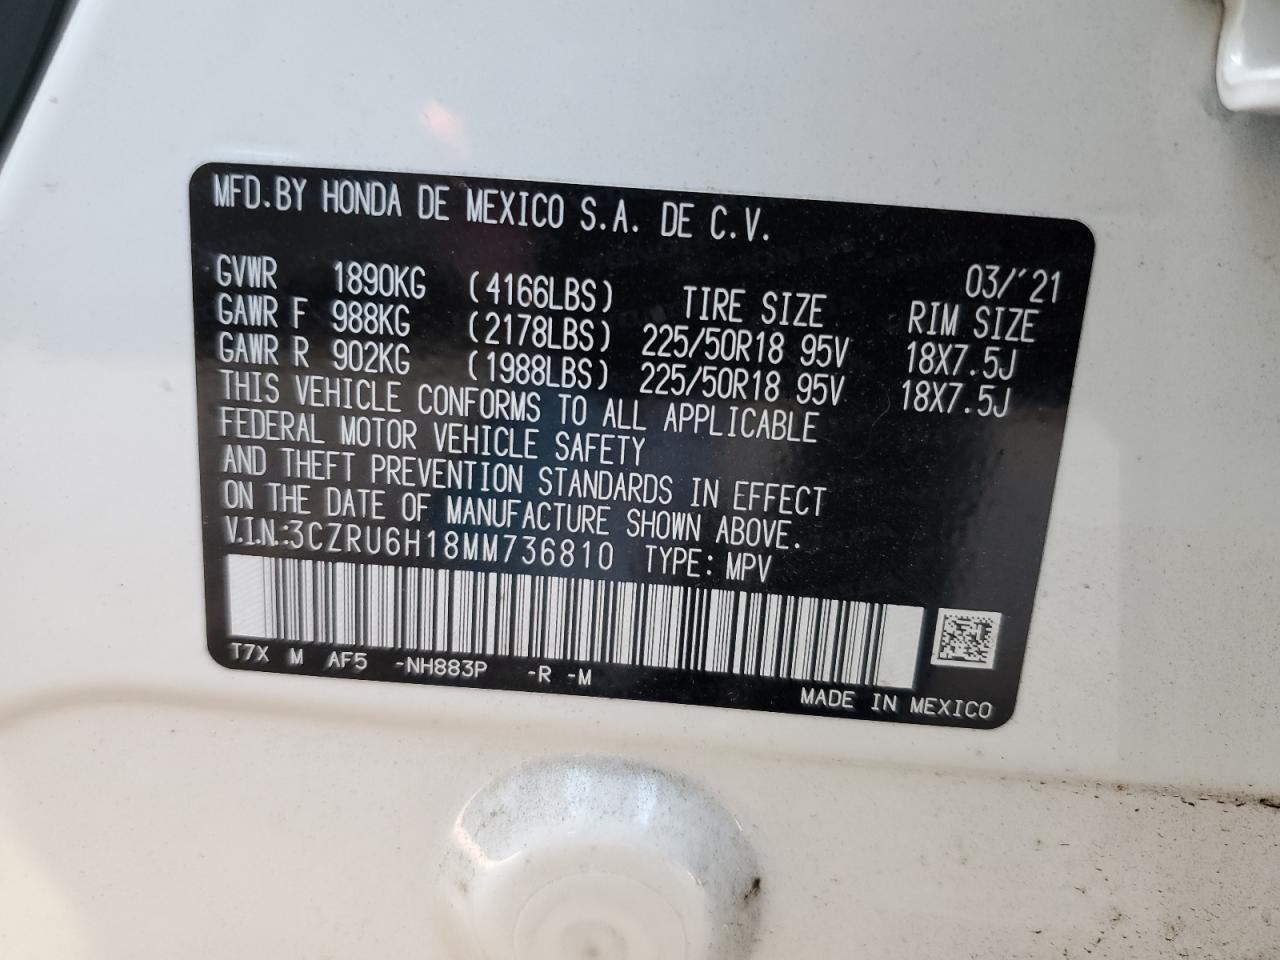 MFD.BY HONDA DE MEXICO S.A. DE C.V.
03/'21
GVWR 1890KG (4166LBS) TIRE SIZE RIM SIZE
GAWR F 988KG (2178LBS) 225/50R18 95V 18X7.5J
GAWR R 902KG (1988LBS) 225/50R18 95V 18X7.5J
THIS VEHICLE CONFORMS TO ALL APPLICABLE
FEDERAL MOTOR VEHICLE SAFETY
AND THEFT PREVENTION STANDARDS IN EFFECT
ON THE DATE OF MANUFACTURE SHOWN ABOVE.
V.I.N.:3CZRU6H18MM736810 TYPE: MPV
T7X M AF5 -NH883P -R -M
MADE IN MEXICO